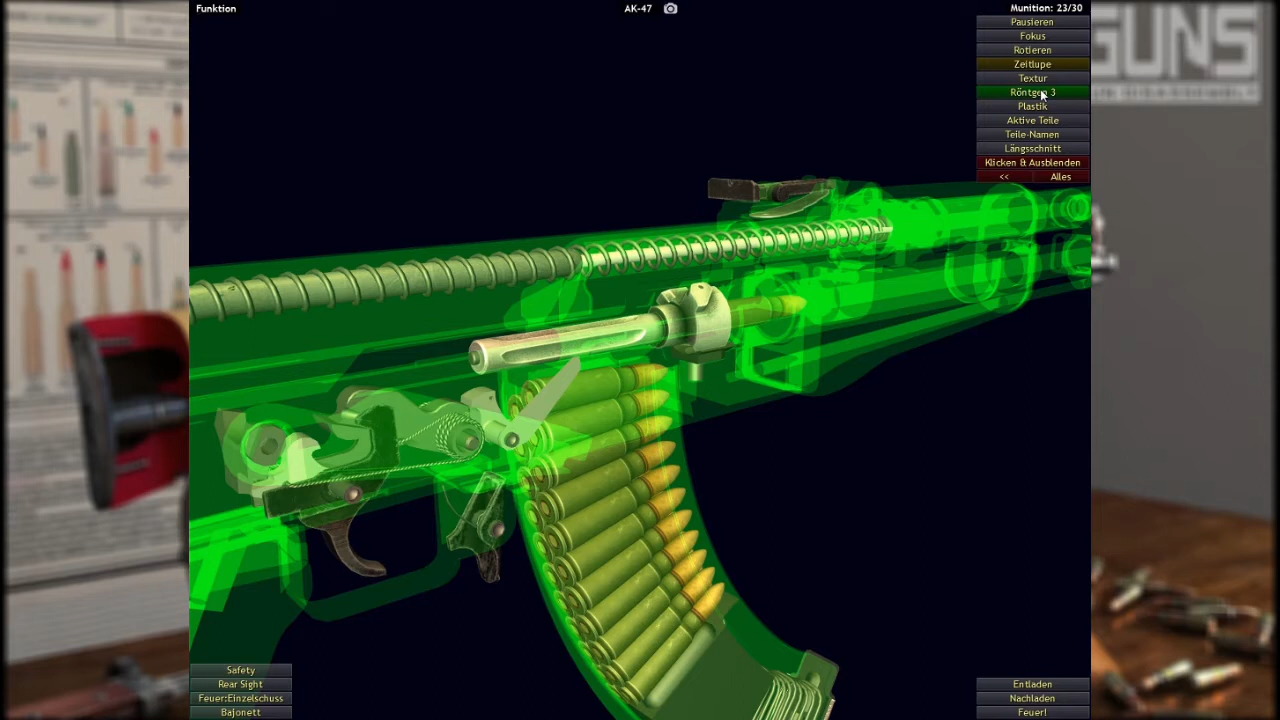 Funktion
AK-47
Munition: 23/30
Pausieren
Fokus
Rotieren
Zeitlupe
Textur
Röntgen 3
Plastik
Aktive Teile
Teile-Namen
Längsschnitt
Klicken & Ausblenden
<< Alles
GUNS
Safety
Rear Sight
Feuer:Einzelschuss
Bajonett
Entladen
Nachladen
Feuer!